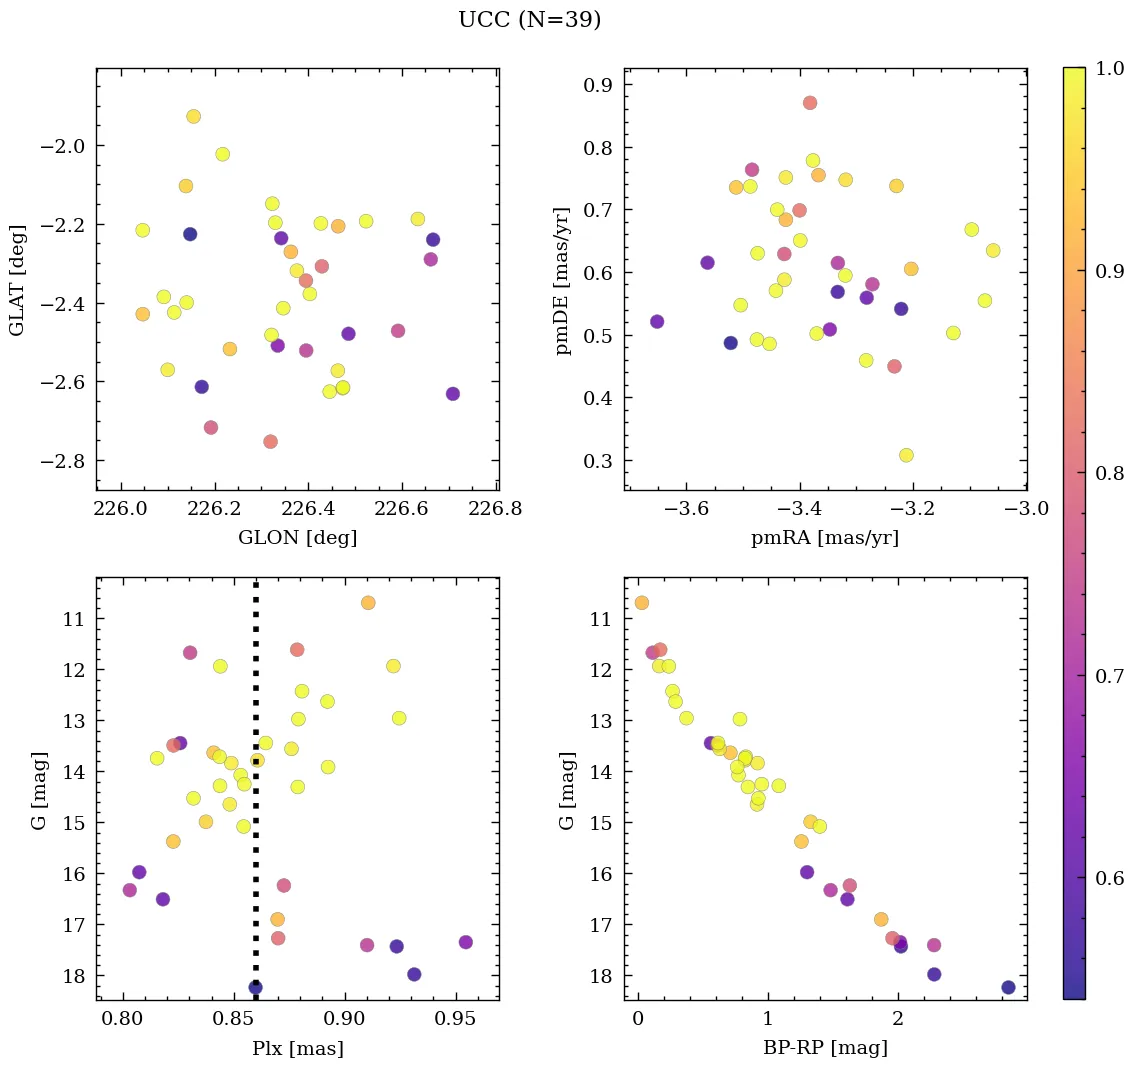 UCC (N=39)
−2.0
−2.2
−2.4
−2.6
−2.8
GLAT [deg]
226.0 226.2 226.4 226.6 226.8
GLON [deg]
0.9
0.8
0.7
0.6
0.5
0.4
0.3
pmDE [mas/yr]
−3.6 −3.4 −3.2 −3.0
pmRA [mas/yr]
1.0
0.9
0.8
0.7
0.6
11
12
13
14
15
16
17
18
G [mag]
0.80 0.85 0.90 0.95
Plx [mas]
11
12
13
14
15
16
17
18
G [mag]
0 1 2
BP-RP [mag]